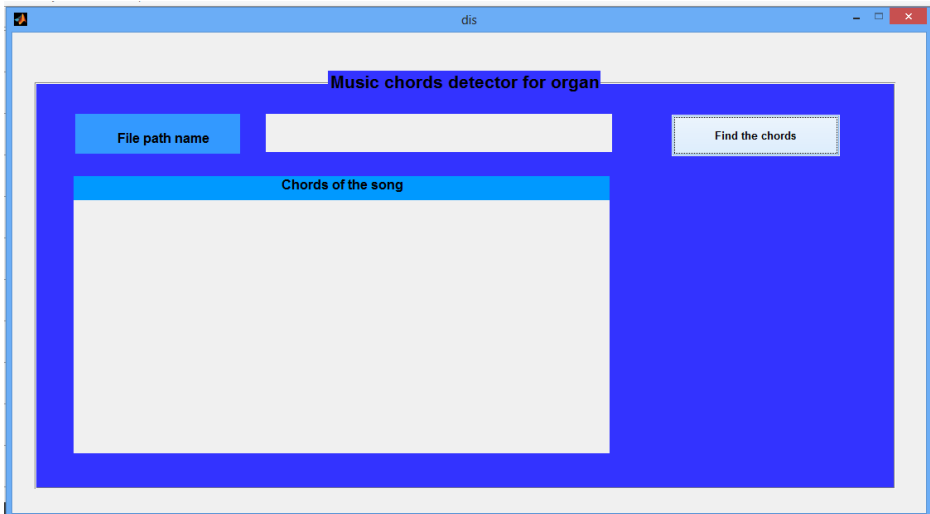 dis
Music chords detector for organ
File path name
Find the chords
Chords of the song